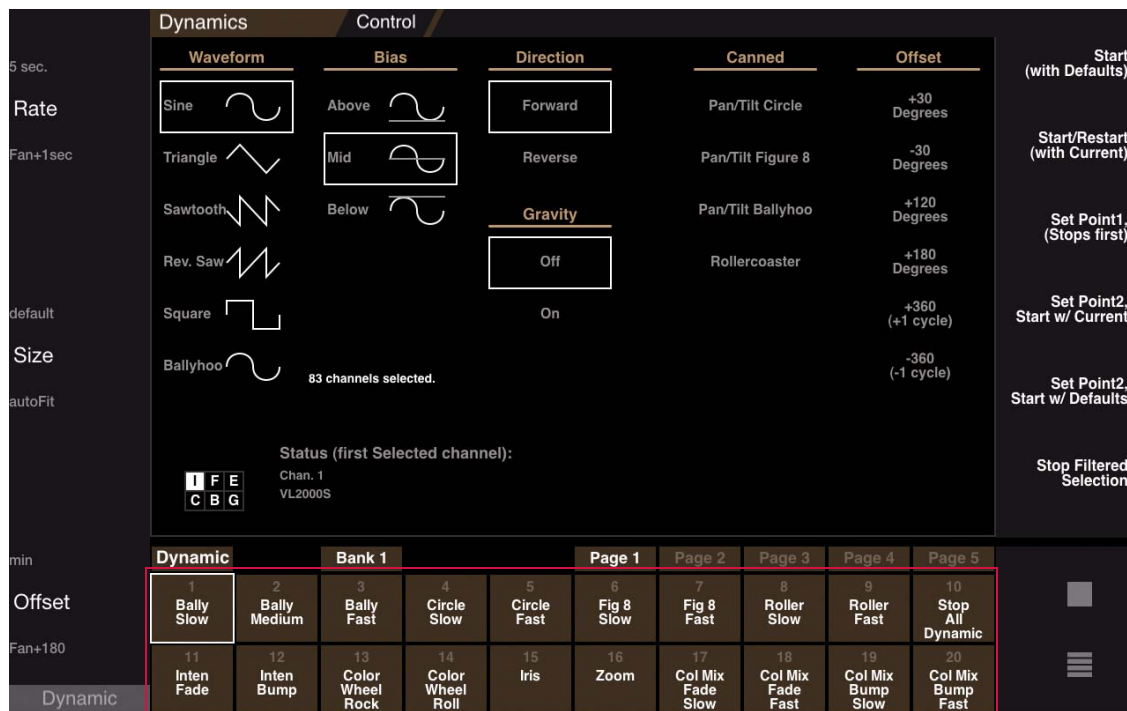 Dynamics
Control
5 sec.
Rate
Fan+1sec
default
Size
autoFit
min
Offset
Fan+180
Dynamic
Waveform
Sine
Triangle
Sawtooth
Rev. Saw
Square
Ballyhoo
Bias
Above
Mid
Below
83 channels selected.
Direction
Forward
Reverse
Gravity
Off
On
Canned
Pan/Tilt Circle
Pan/Tilt Figure 8
Pan/Tilt Ballyhoo
Rollercoaster
Offset
+30
Degrees
-30
Degrees
+120
Degrees
+180
Degrees
+360
(+1 cycle)
-360
(-1 cycle)
Status (first Selected channel):
Chan. 1
VL2000S
I F E
C B G
Start
(with Defaults)
Start/Restart
(with Current)
Set Point1,
(Stops first)
Set Point2,
Start w/ Current
Set Point2,
Start w/ Defaults
Stop Filtered
Selection
Dynamic
Bank 1
Page 1
Page 2
Page 3
Page 4
Page 5
1
Bally
Slow
2
Bally
Medium
3
Bally
Fast
4
Circle
Slow
5
Circle
Fast
6
Fig 8
Slow
7
Fig 8
Fast
8
Roller
Slow
9
Roller
Fast
10
Stop
All
Dynamic
11
Inten
Fade
12
Inten
Bump
13
Color
Wheel
Rock
14
Color
Wheel
Roll
15
Iris
16
Zoom
17
Col Mix
Fade
Slow
18
Col Mix
Fade
Fast
19
Col Mix
Bump
Slow
20
Col Mix
Bump
Fast